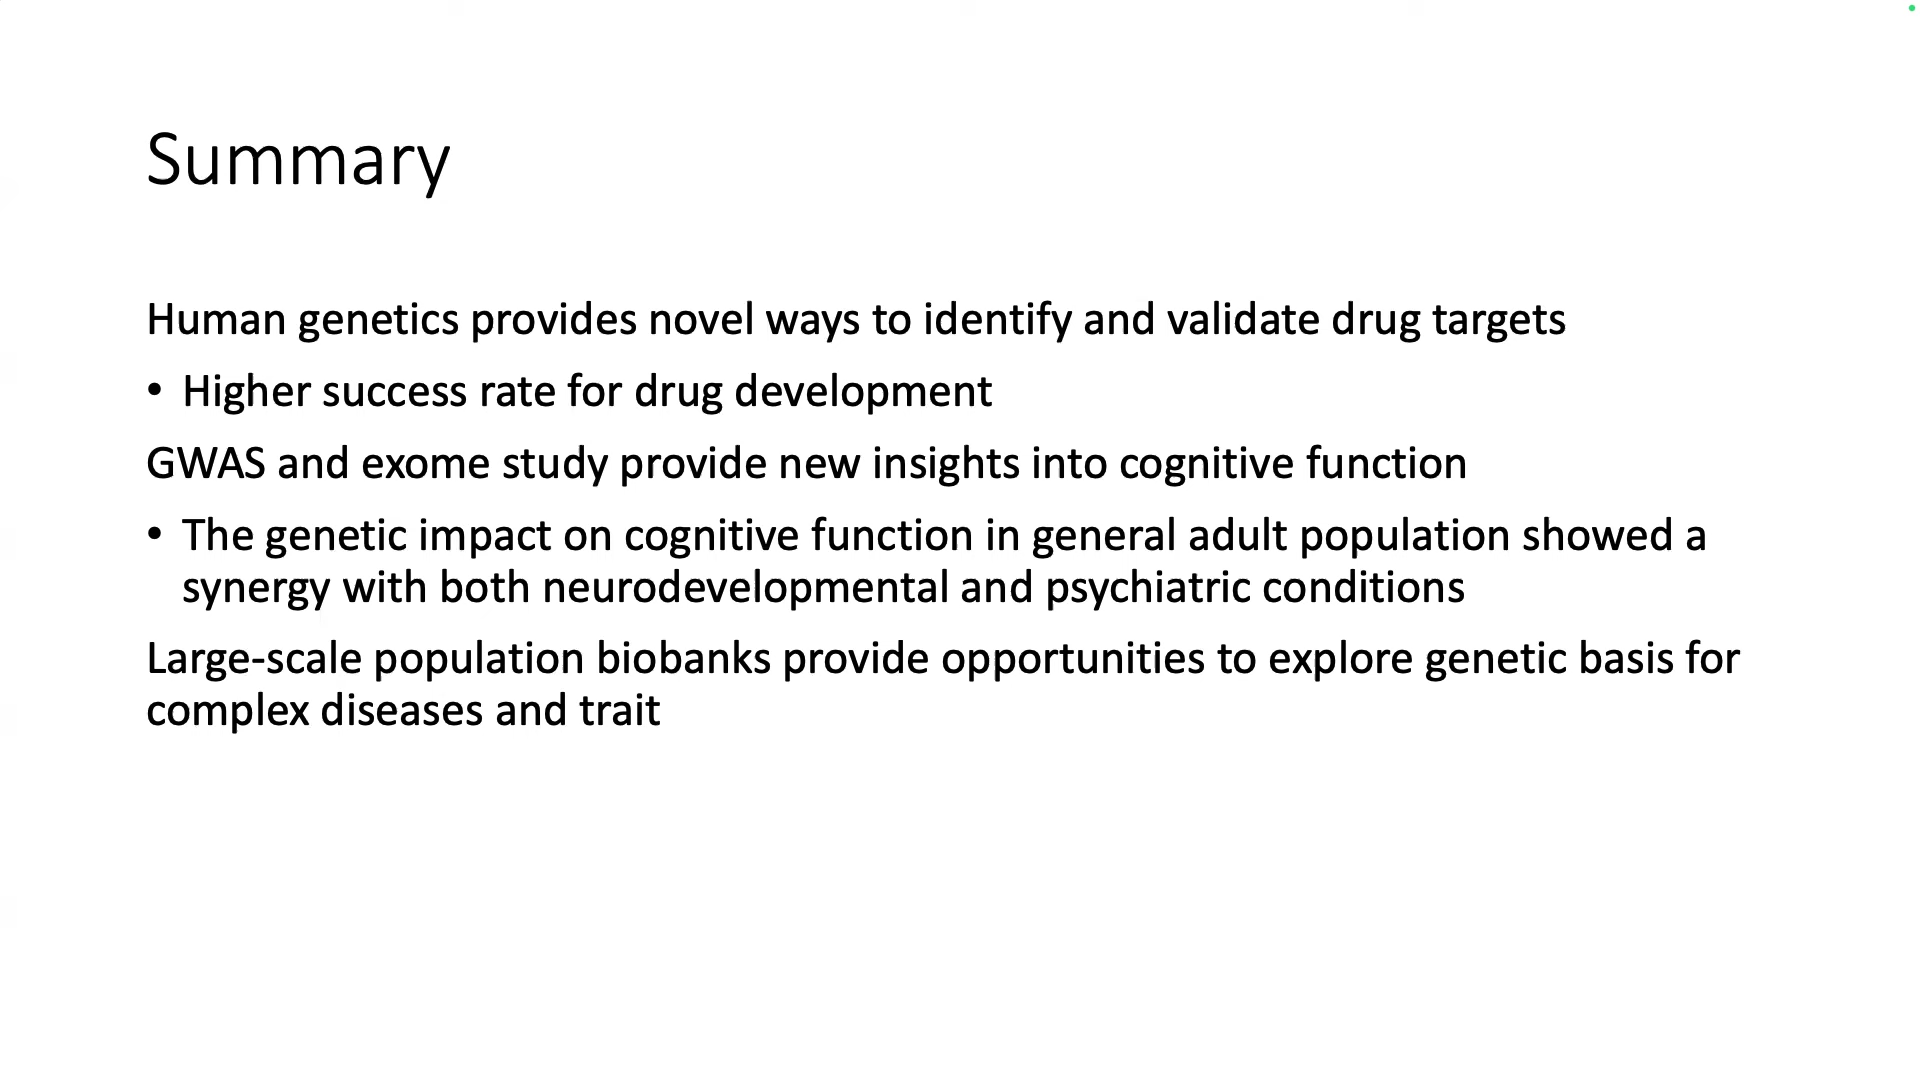 Summary
Human genetics provides novel ways to identify and validate drug targets
• Higher success rate for drug development
GWAS and exome study provide new insights into cognitive function
• The genetic impact on cognitive function in general adult population showed a
synergy with both neurodevelopmental and psychiatric conditions
Large-scale population biobanks provide opportunities to explore genetic basis for
complex diseases and trait